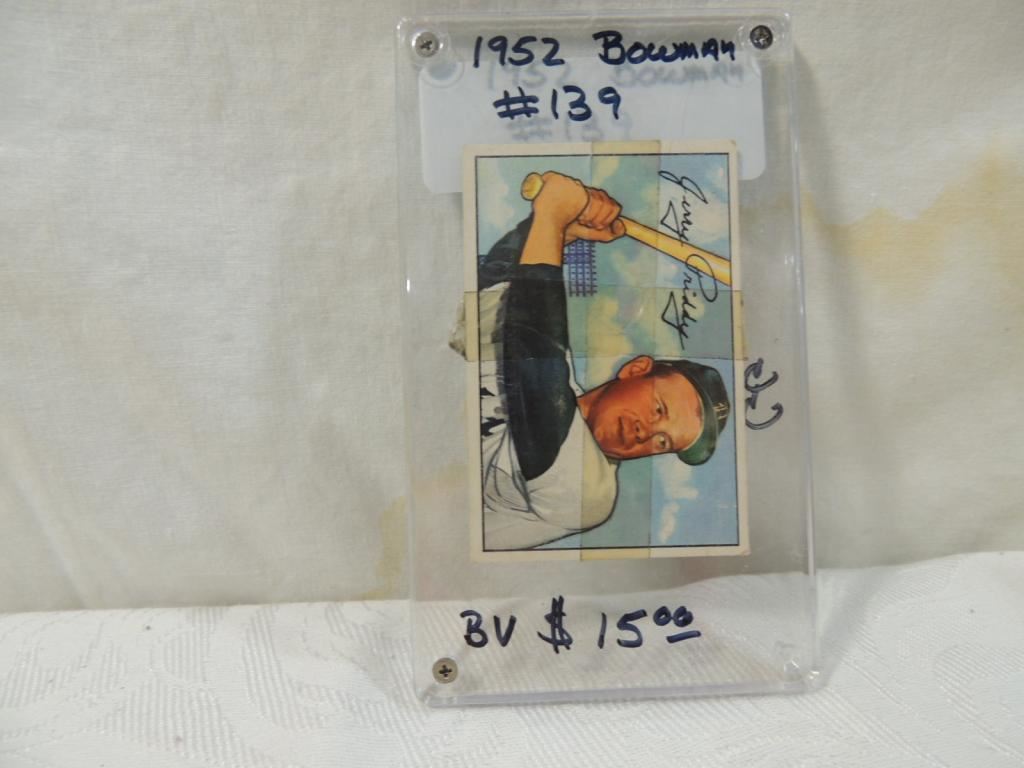 1952 Bowman
#139
Jerry Priddy
BV $ 15.00